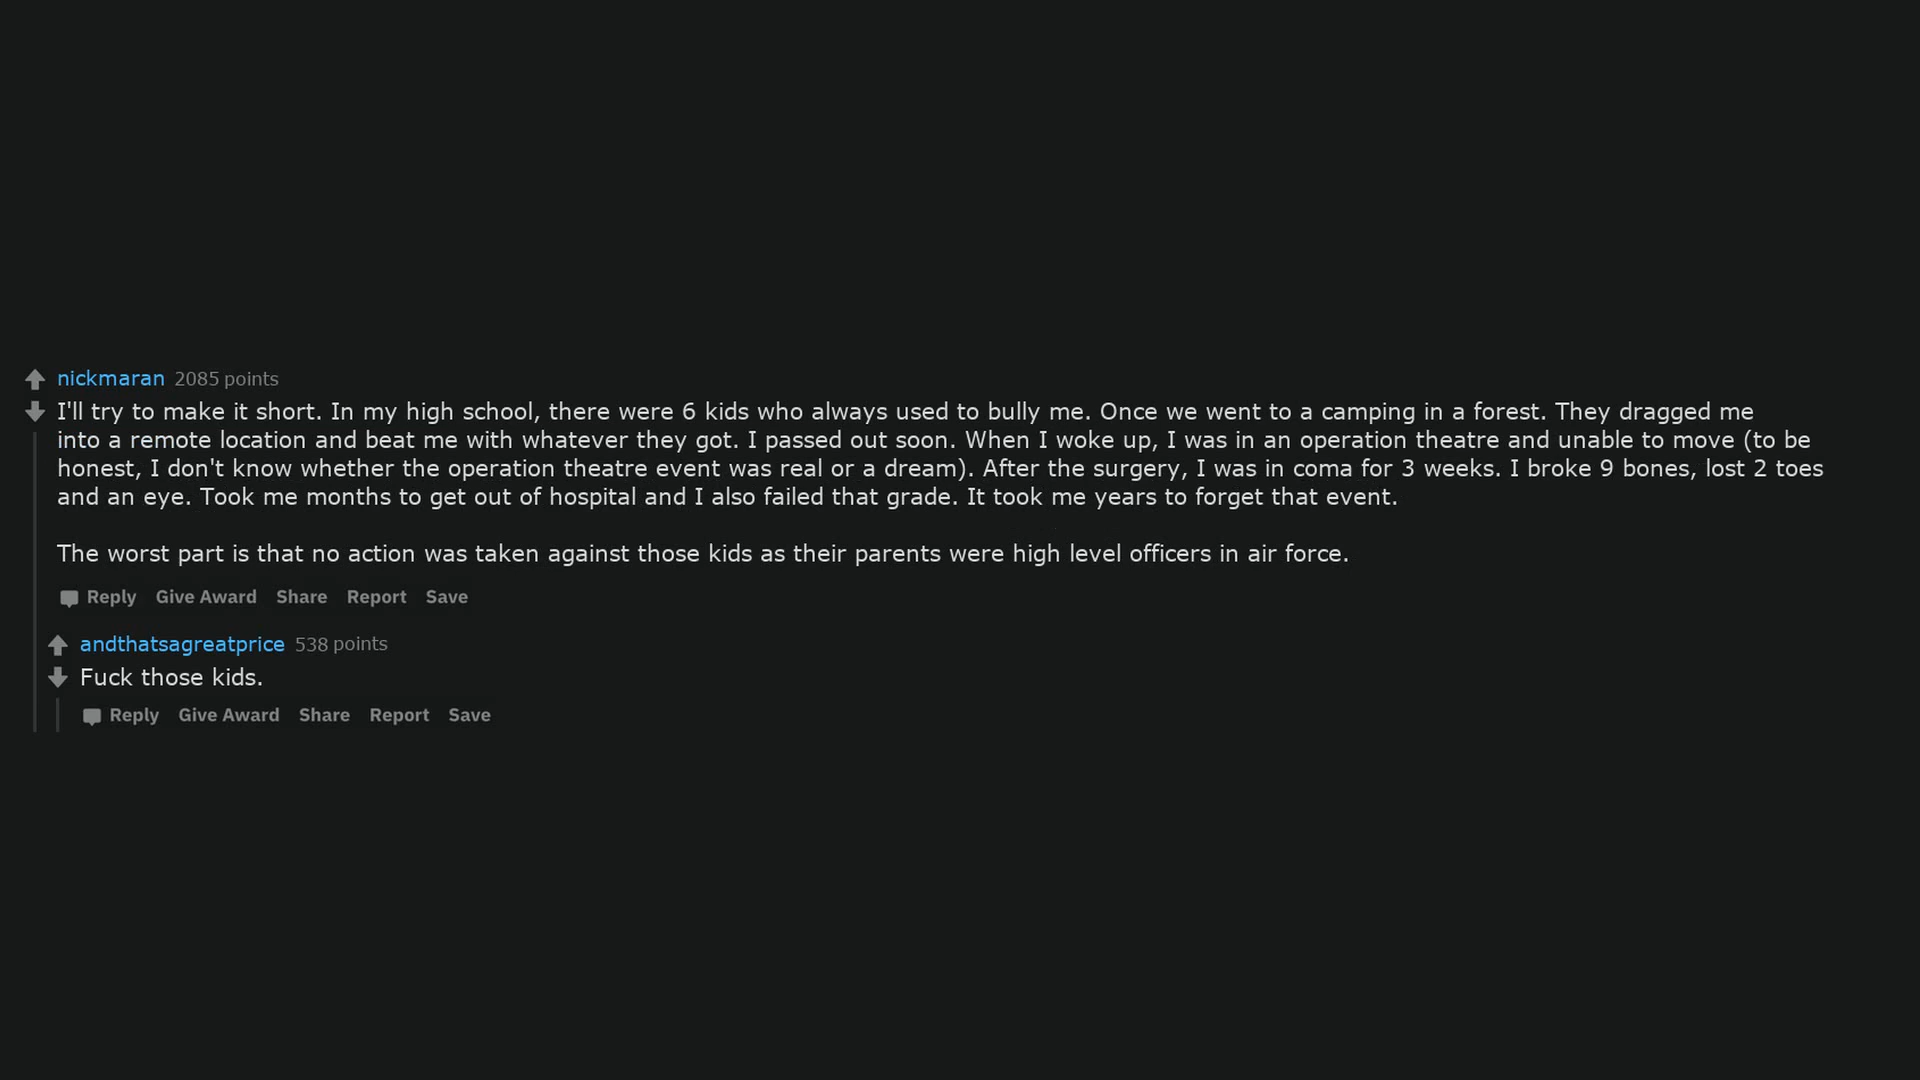 nickmaran 2085 points
I'll try to make it short. In my high school, there were 6 kids who always used to bully me. Once we went to a camping in a forest. They dragged me
into a remote location and beat me with whatever they got. I passed out soon. When I woke up, I was in an operation theatre and unable to move (to be
honest, I don't know whether the operation theatre event was real or a dream). After the surgery, I was in coma for 3 weeks. I broke 9 bones, lost 2 toes
and an eye. Took me months to get out of hospital and I also failed that grade. It took me years to forget that event.
The worst part is that no action was taken against those kids as their parents were high level officers in air force.
Reply Give Award Share Report Save
andthatsagreatprice 538 points
Fuck those kids.
Reply Give Award Share Report Save